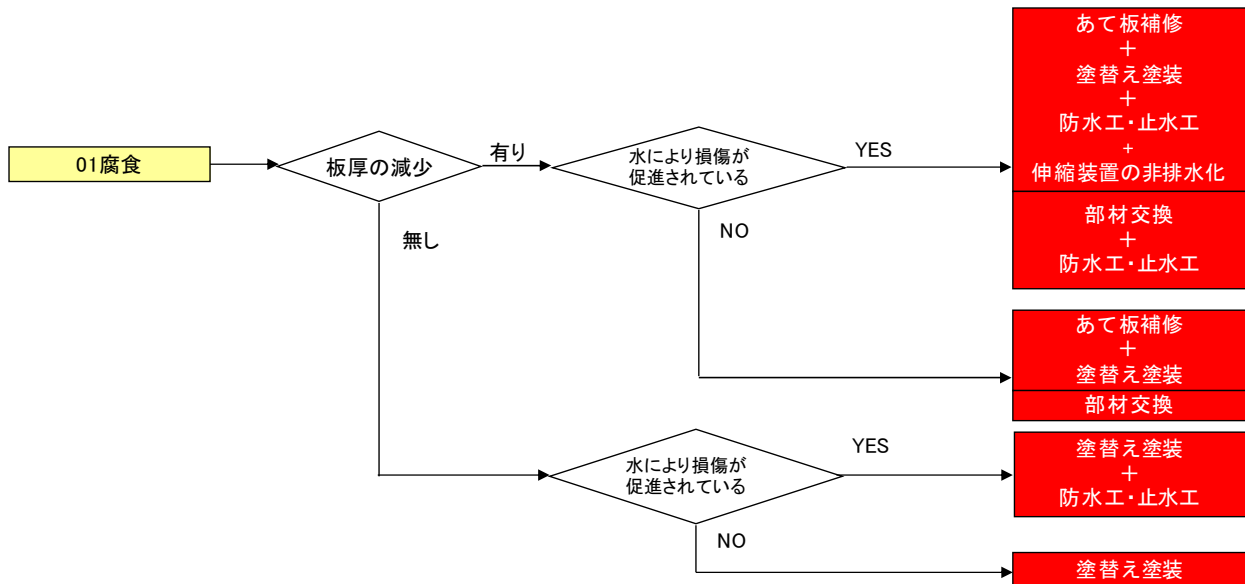 01腐食
板厚の減少
有り
無し
水により損傷が
促進されている
YES
NO
あて板補修
＋
塗替え塗装
＋
防水工・止水工
+
伸縮装置の非排水化
部材交換
＋
防水工・止水工
あて板補修
＋
塗替え塗装
部材交換
水により損傷が
促進されている
YES
NO
塗替え塗装
＋
防水工・止水工
塗替え塗装